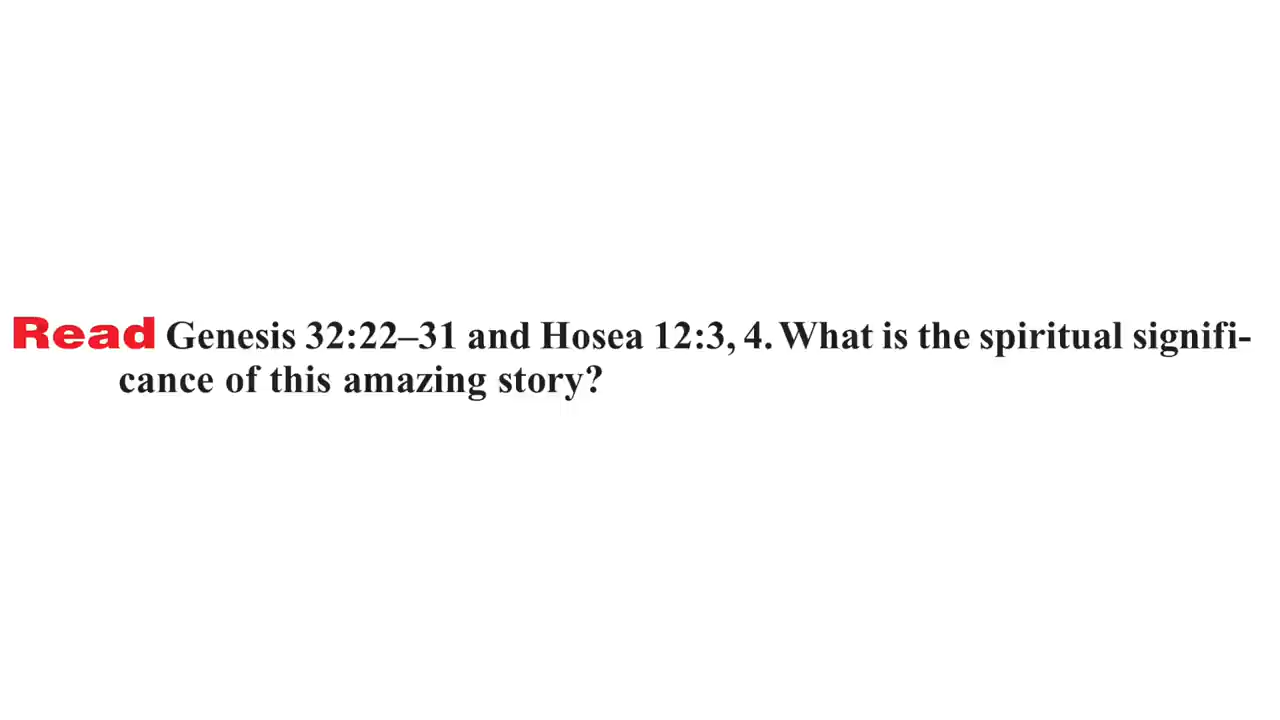 Read Genesis 32:22–31 and Hosea 12:3, 4. What is the spiritual signifi-
cance of this amazing story?